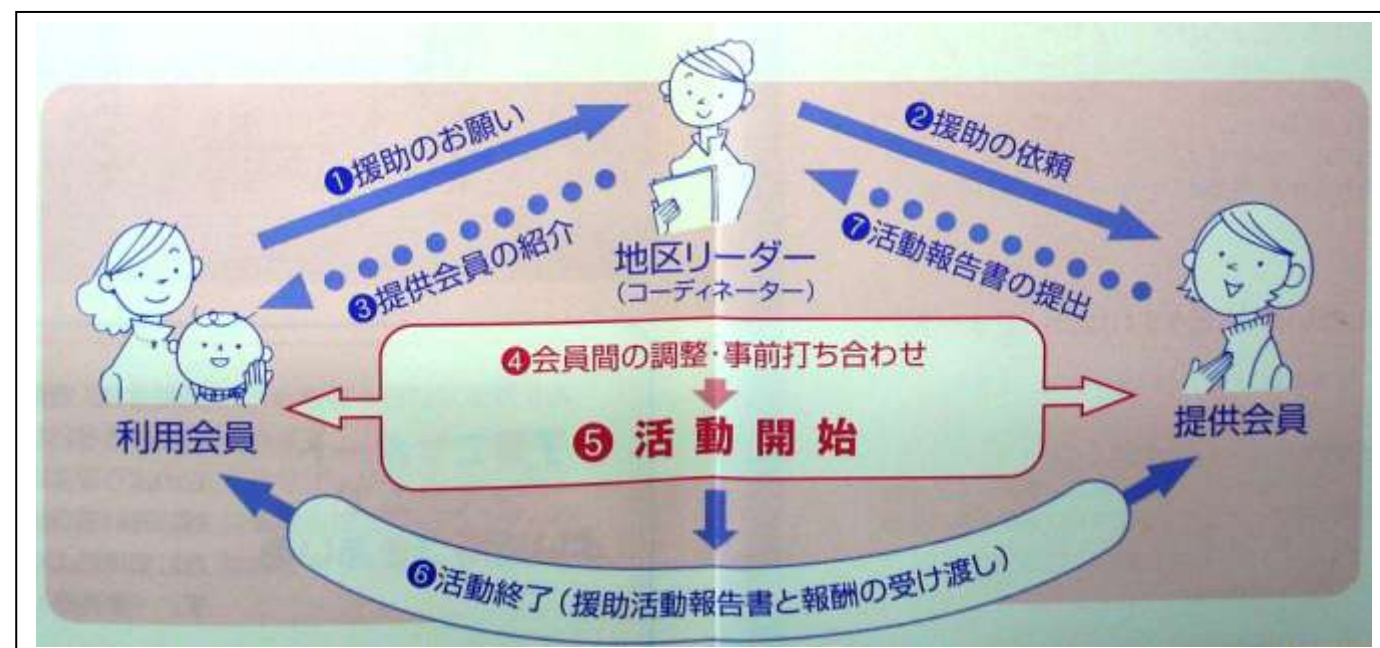 ❶援助のお願い
❷援助の依頼
❸提供会員の紹介
❼活動報告書の提出
地区リーダー
(コーディネーター)
❹会員間の調整・事前打ち合わせ
❺活動開始
利用会員
提供会員
❻活動終了(援助活動報告書と報酬の受け渡し)